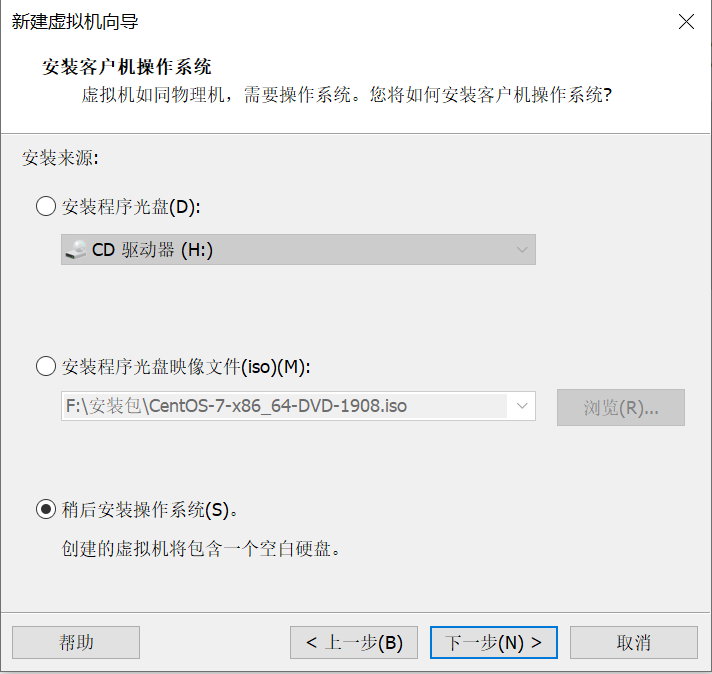 新建虚拟机向导
安装客户机操作系统
虚拟机如同物理机，需要操作系统。您将如何安装客户机操作系统?
安装来源:
安装程序光盘(D):
CD 驱动器 (H:)
安装程序光盘映像文件(iso)(M):
F:\安装包\CentOS-7-x86_64-DVD-1908.iso
浏览(R)...
稍后安装操作系统(S)。
创建的虚拟机将包含一个空白硬盘。
帮助
< 上一步(B)
下一步(N) >
取消